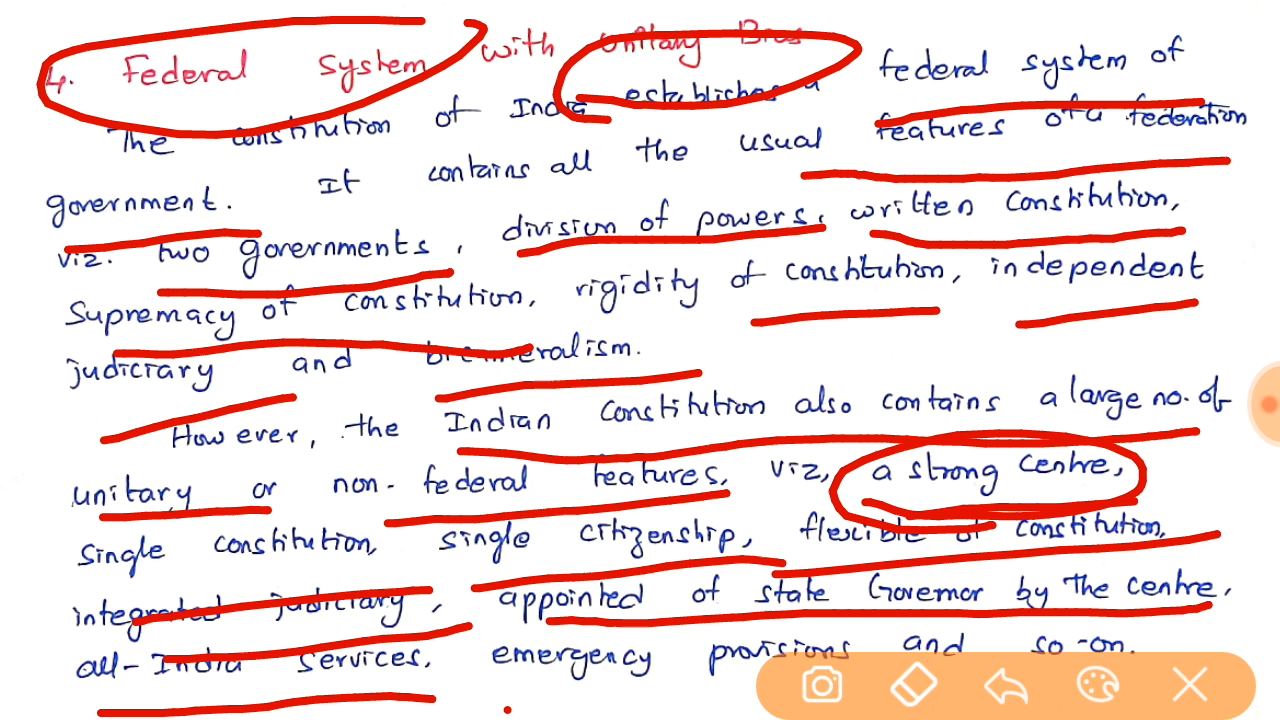 4. Federal System with Unitary Bias
The constitution of India establishes a federal system of
government. It contains all the usual features of a federation
viz. two governments, division of powers, written constitution,
Supremacy of constitution, rigidity of constitution, independent
judiciary and bicameralism.
However, the Indian constitution also contains a large no. of
unitary or non-federal features, viz, a strong centre,
single constitution, single citizenship, flexible of constitution,
integrated judiciary, appointed of state Governor by the centre,
all-India services, emergency provisions and so-on.